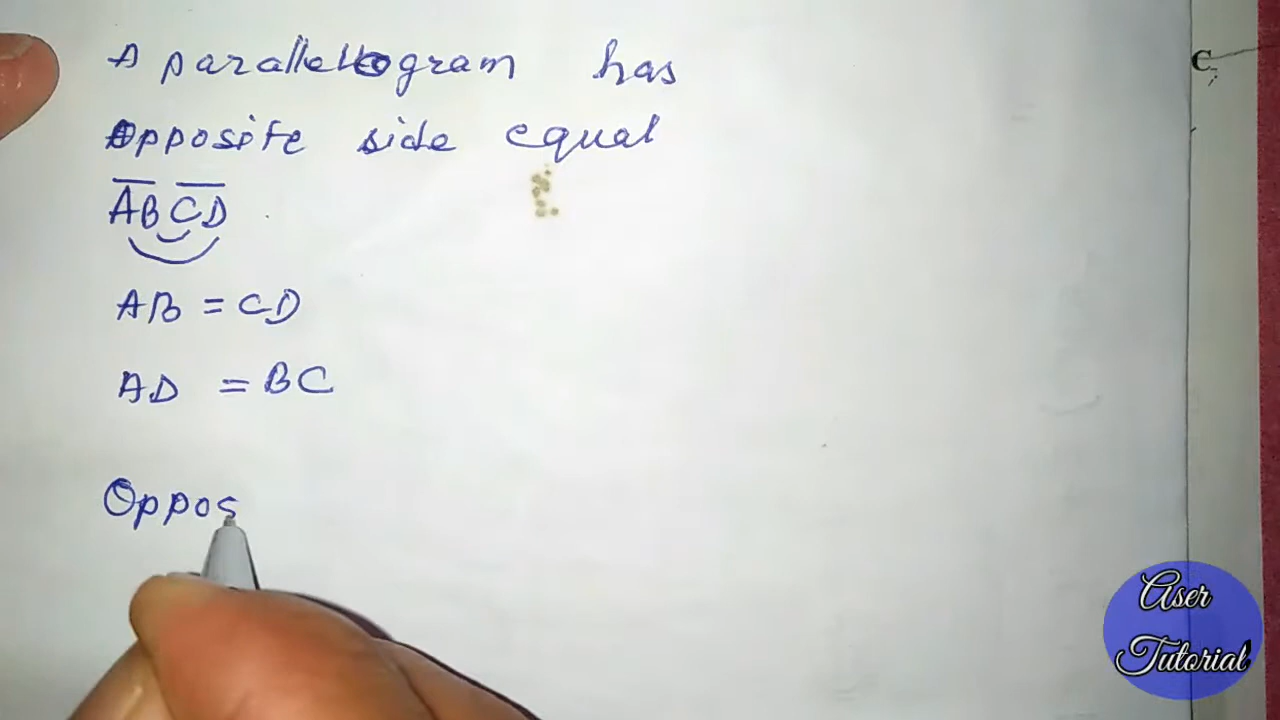 A parallelogram has
Opposite side equal
ABCD
AB = CD
AD = BC
Oppos
C
Aser
Tutorial